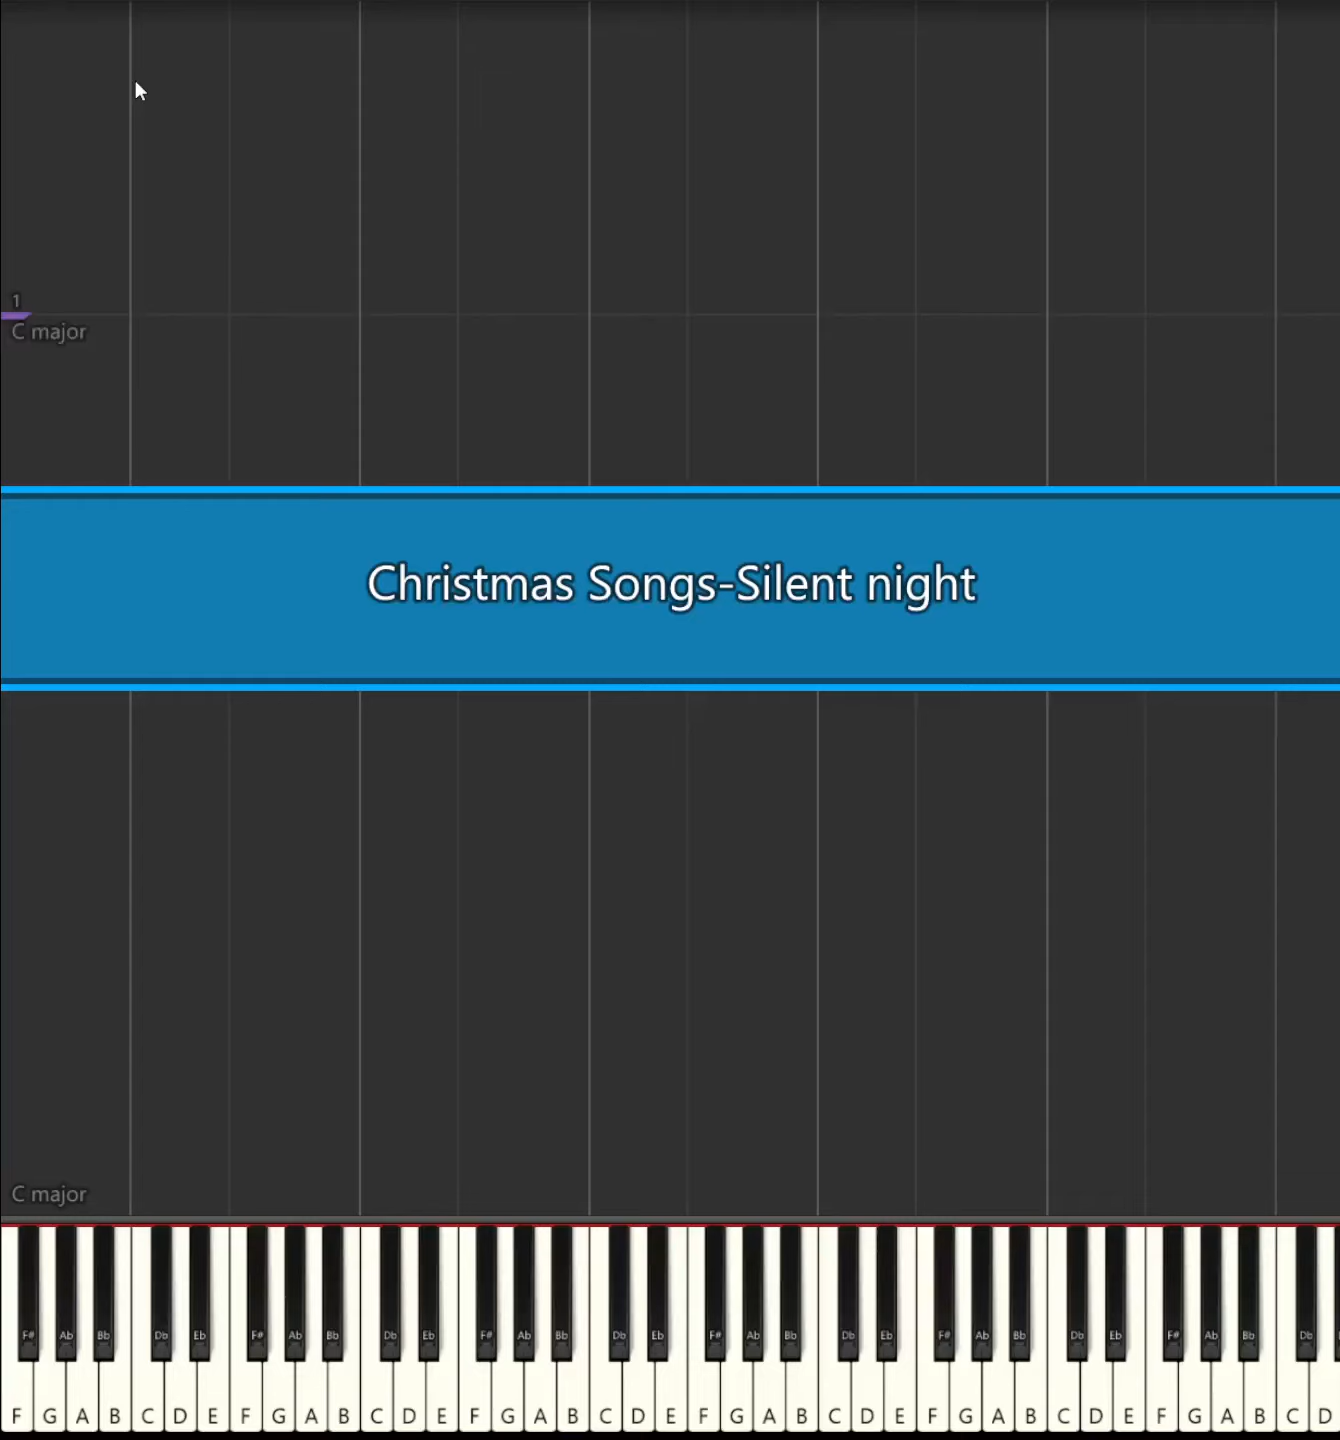 1
C major
Christmas Songs-Silent night
C major
F# Ab Bb Db Eb F# Ab Bb Db Eb F# Ab Bb Db Eb F# Ab Bb Db Eb F# Ab Bb Db Eb F# Ab Bb Db
F G A B C D E F G A B C D E F G A B C D E F G A B C D E F G A B C D E F G A B C D